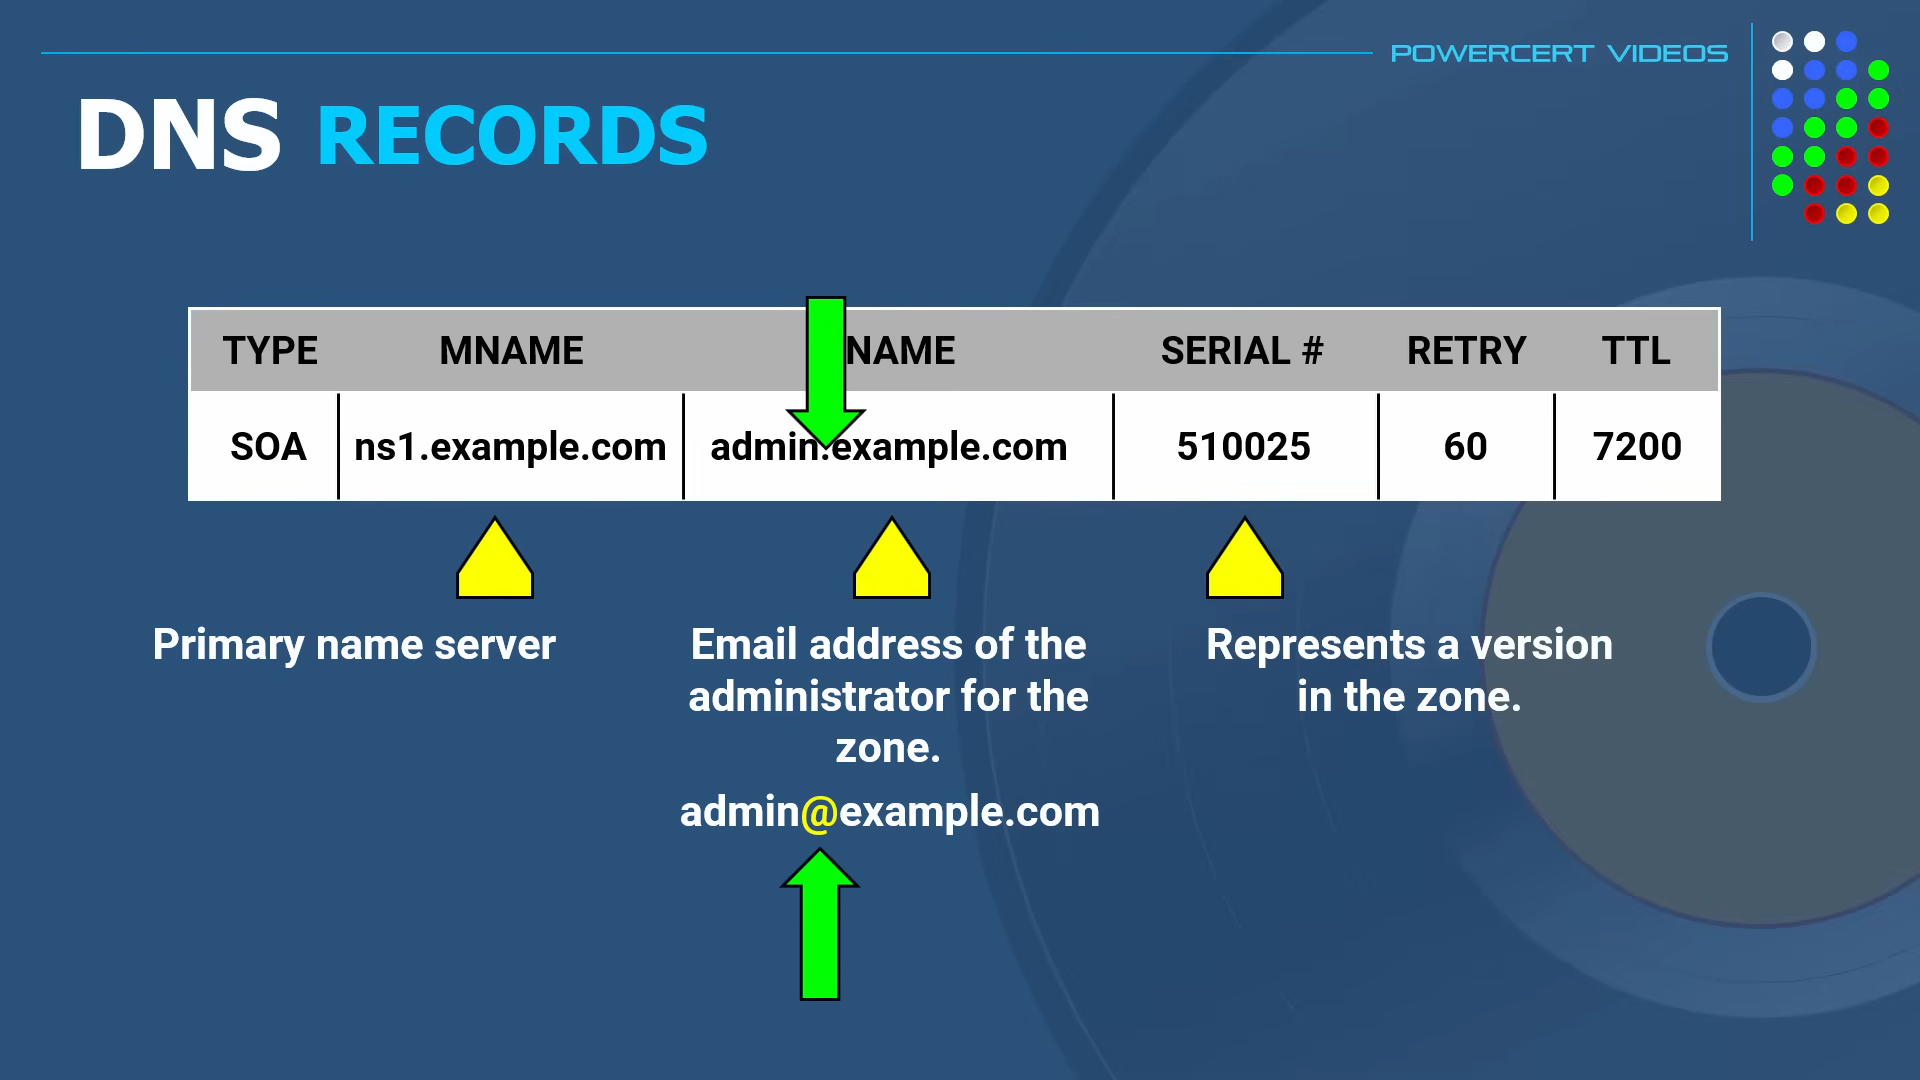 POWERCERT VIDEOS
DNS RECORDS
TYPE MNAME NAME SERIAL # RETRY TTL
SOA ns1.example.com admin.example.com 510025 60 7200
Primary name server
Email address of the
administrator for the
zone.
admin@example.com
Represents a version
in the zone.